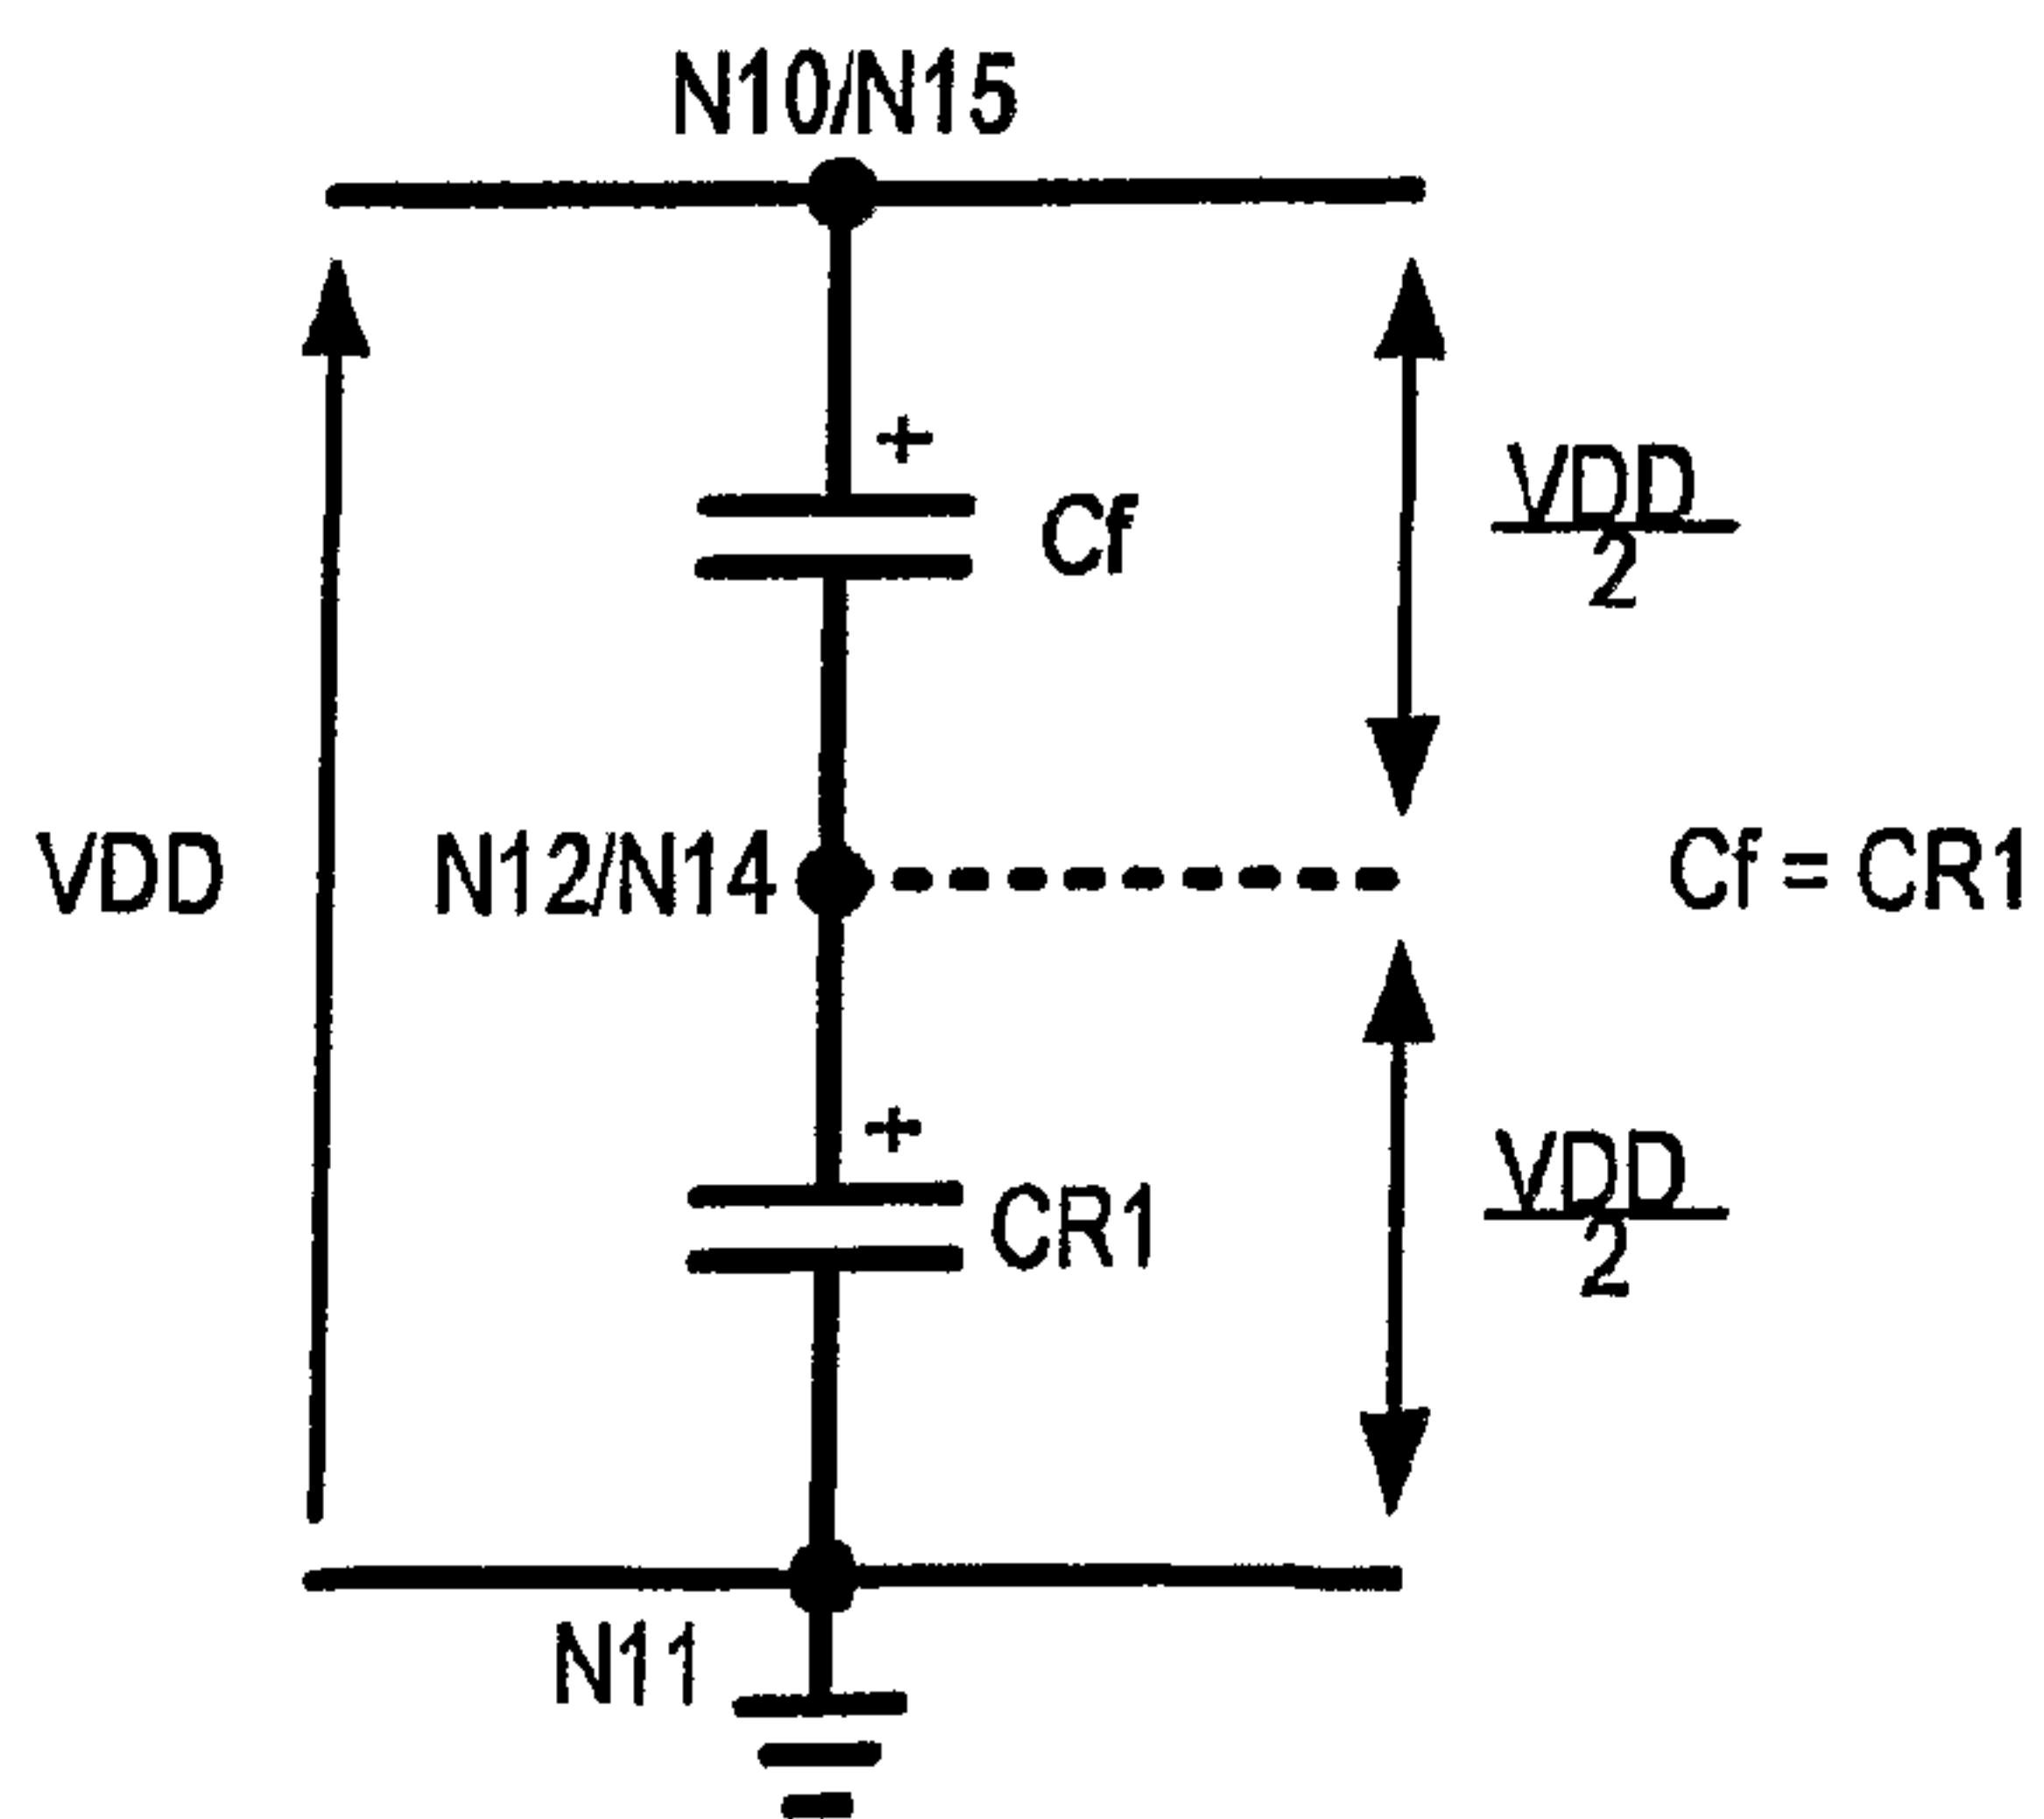 N10/N15
+
Cf
VDD
2
VDD
N12/N14
Cf = CR1
+
CR1
VDD
2
N11